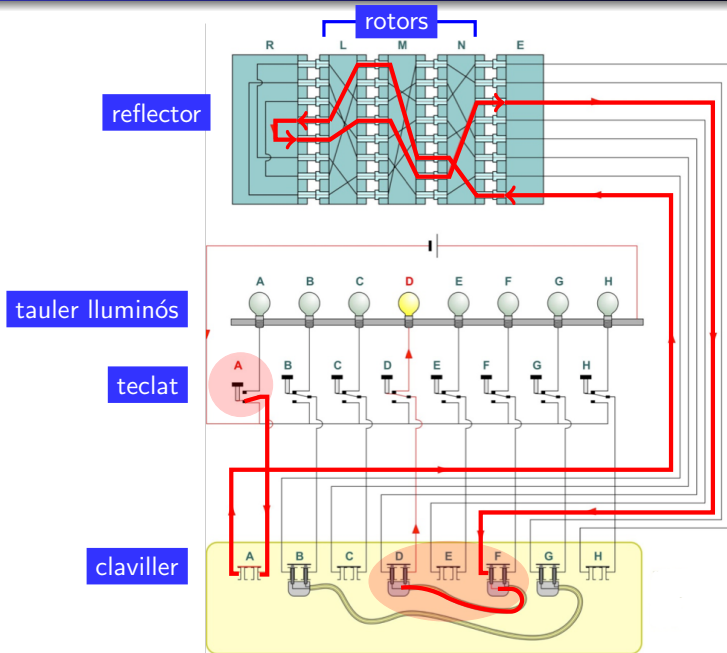 rotors
R L M N E
reflector
A B C D E F G H
tauler lluminós
A B C D E F G H
teclat
claviller
A B C D E F G H